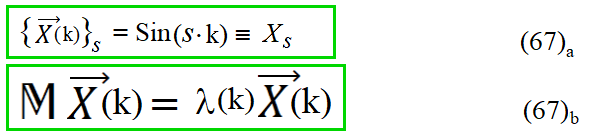 {X⃗(k)}ₛ = Sin(s·k) ≡ Xₛ (67)ₐ
𝕄 X⃗(k) = λ(k)X⃗(k) (67)_b